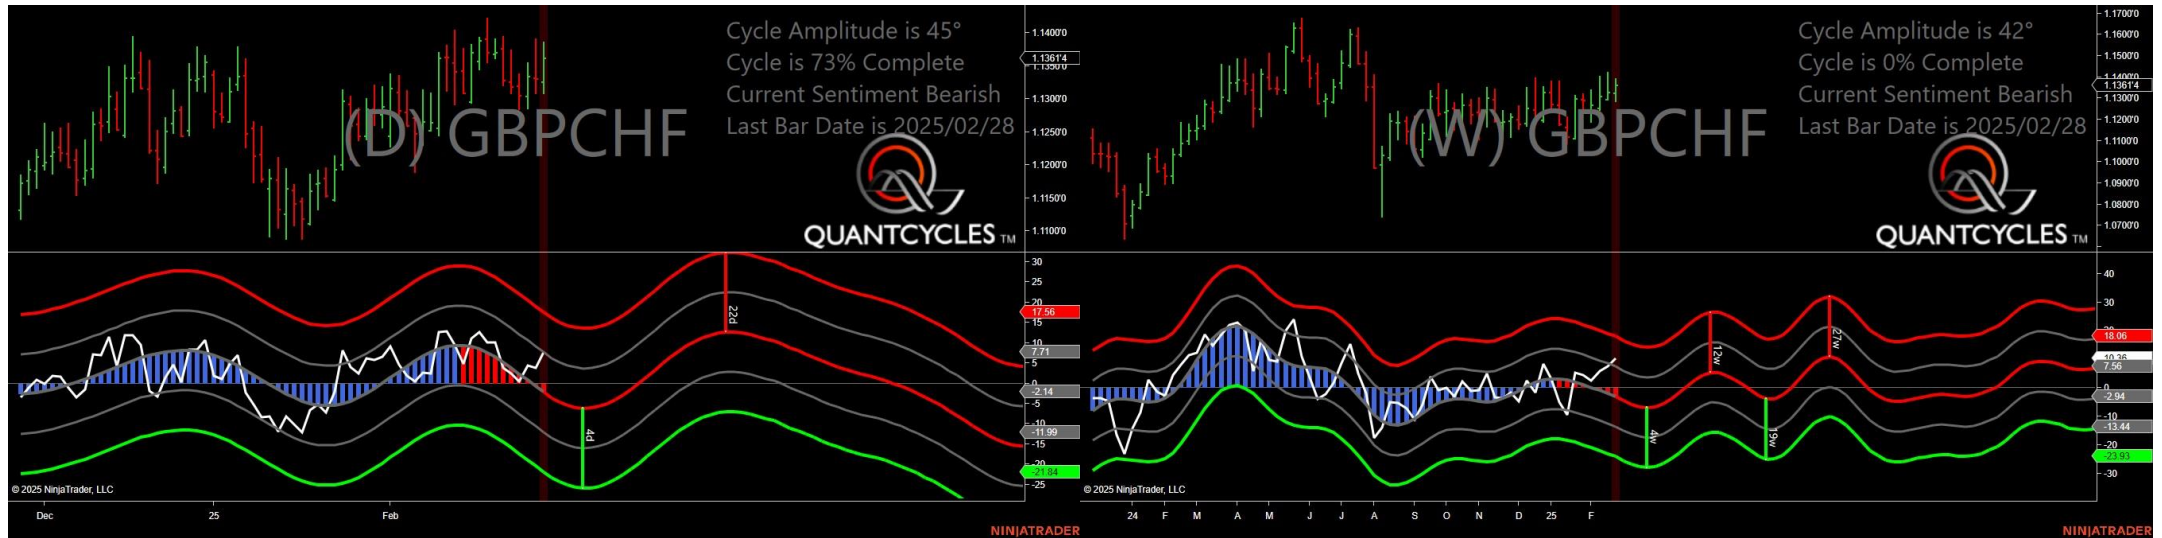 Cycle Amplitude is 45°
Cycle is 73% Complete
Current Sentiment Bearish
Last Bar Date is 2025/02/28
(D) GBPCHF
QUANTCYCLES TM
1.1400'0
1.1361'4
1.1350'0
1.1300'0
1.1250'0
1.1200'0
1.1150'0
1.1100'0
30
25
20
17.56
15
10
7.71
5
0
-2.14
-5
-10
-11.99
-15
-20
-21.84
-25
22d
4d
© 2025 NinjaTrader, LLC
Dec
25
Feb
NINJATRADER
Cycle Amplitude is 42°
Cycle is 0% Complete
Current Sentiment Bearish
Last Bar Date is 2025/02/28
(W) GBPCHF
QUANTCYCLES TM
1.1700'0
1.1600'0
1.1500'0
1.1400'0
1.1361'4
1.1300'0
1.1200'0
1.1100'0
1.1000'0
1.0900'0
1.0800'0
1.0700'0
40
30
18.06
10.36
7.56
0
-2.94
-10
-13.44
-20
-23.93
-30
12w
27w
4w
19w
© 2025 NinjaTrader, LLC
24 F M A M J J A S O N D 25 F
NINJATRADER